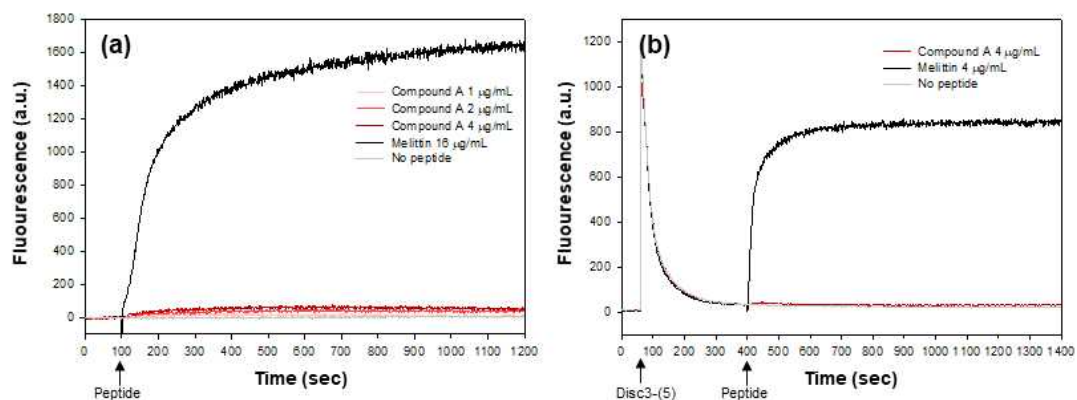 (a)
Fluourescence (a.u.)
1800
1600
1400
1200
1000
800
600
400
200
0
Compound A 1 μg/mL
Compound A 2 μg/mL
Compound A 4 μg/mL
Melittin 16 μg/mL
No peptide
0 100 200 300 400 500 600 700 800 900 1000 1100 1200
Time (sec)
Peptide
(b)
Fluourescence (a.u.)
1200
1000
800
600
400
200
0
Compound A 4 μg/mL
Melittin 4 μg/mL
No peptide
0 100 200 300 400 500 600 700 800 900 1000 1100 1200 1300 1400
Time (sec)
Disc3-(5)
Peptide